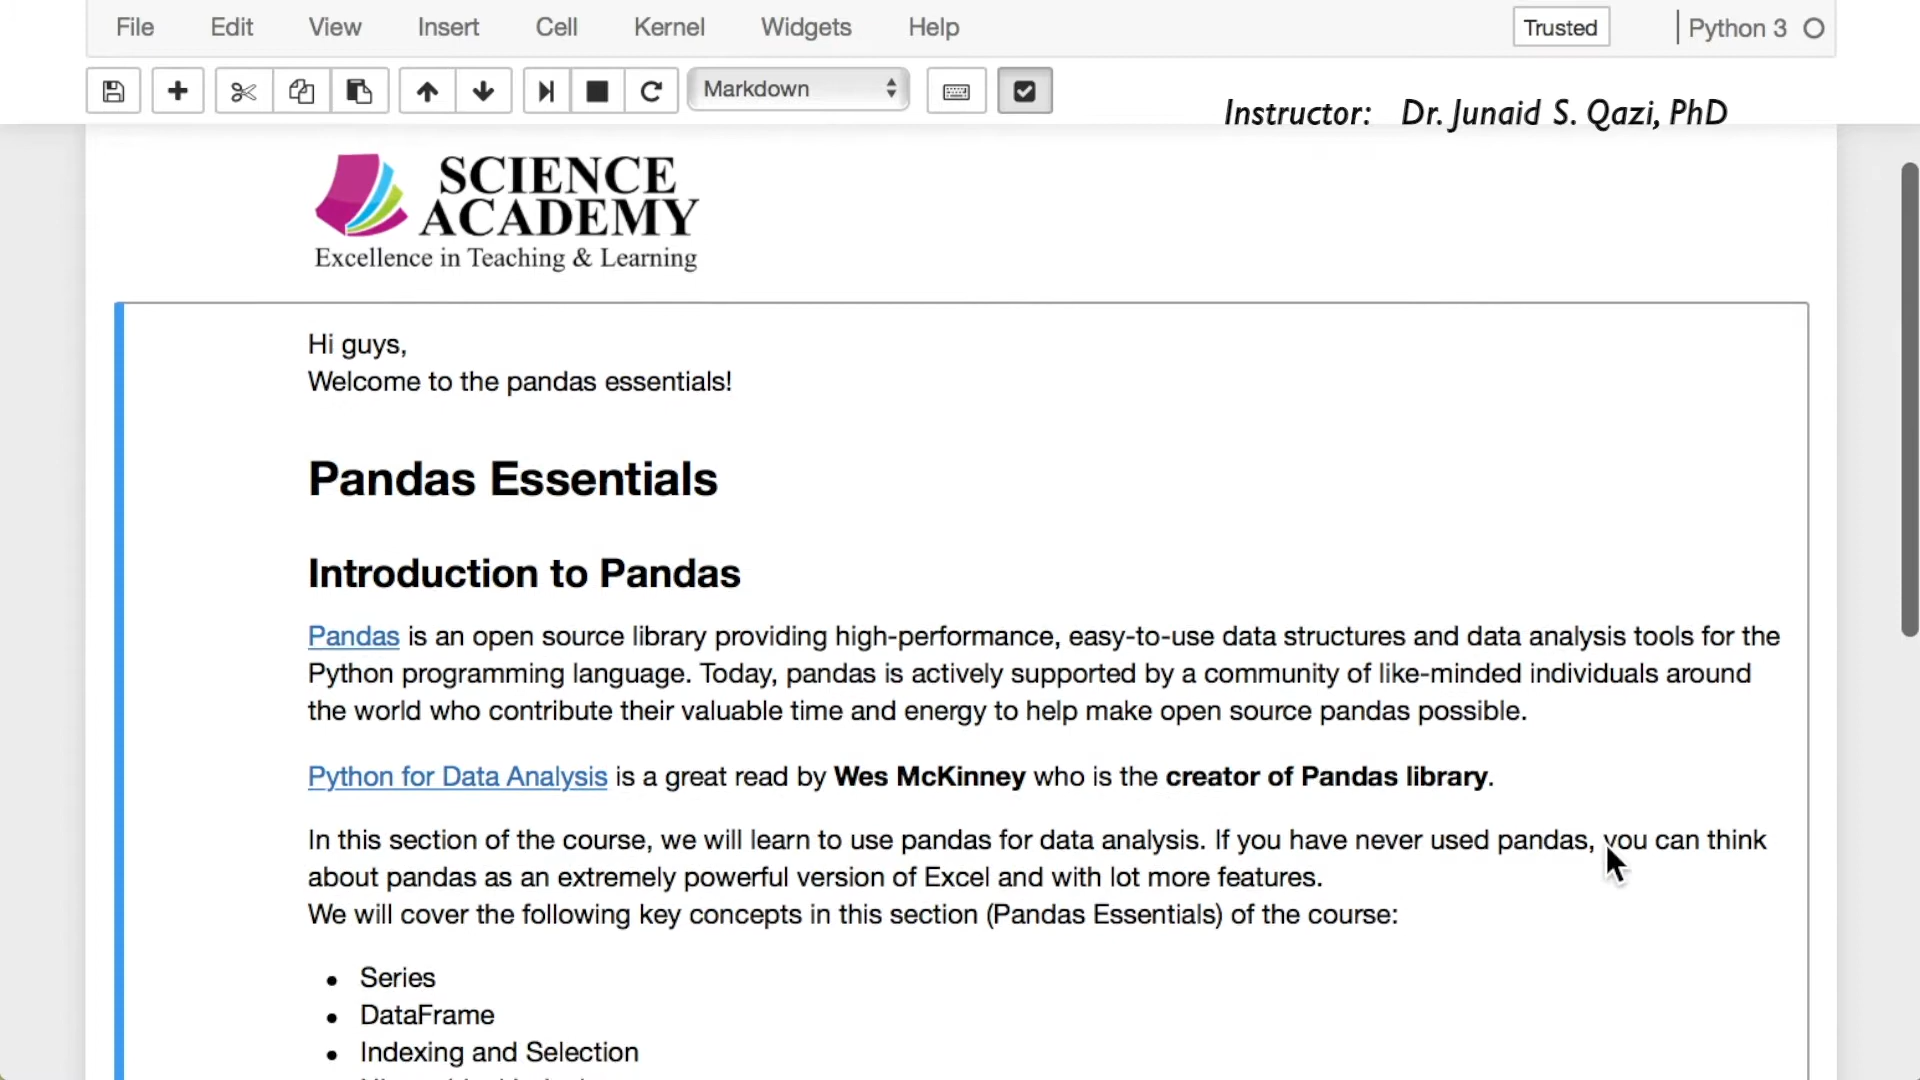 File Edit View Insert Cell Kernel Widgets Help Trusted Python 3
Markdown
Instructor: Dr. Junaid S. Qazi, PhD
SCIENCE
ACADEMY
Excellence in Teaching & Learning
Hi guys,
Welcome to the pandas essentials!
Pandas Essentials
Introduction to Pandas
Pandas is an open source library providing high-performance, easy-to-use data structures and data analysis tools for the
Python programming language. Today, pandas is actively supported by a community of like-minded individuals around
the world who contribute their valuable time and energy to help make open source pandas possible.
Python for Data Analysis is a great read by Wes McKinney who is the creator of Pandas library.
In this section of the course, we will learn to use pandas for data analysis. If you have never used pandas, you can think
about pandas as an extremely powerful version of Excel and with lot more features.
We will cover the following key concepts in this section (Pandas Essentials) of the course:
• Series
• DataFrame
• Indexing and Selection